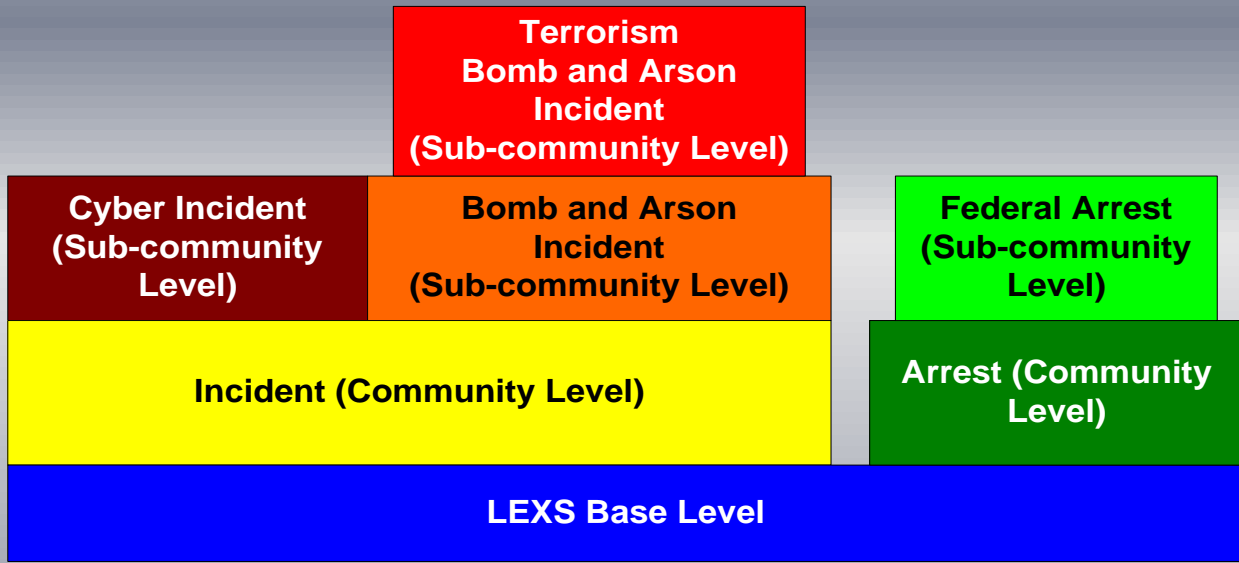 Terrorism
Bomb and Arson
Incident
(Sub-community Level)
Cyber Incident
(Sub-community
Level)
Bomb and Arson
Incident
(Sub-community Level)
Federal Arrest
(Sub-community
Level)
Incident (Community Level)
Arrest (Community
Level)
LEXS Base Level